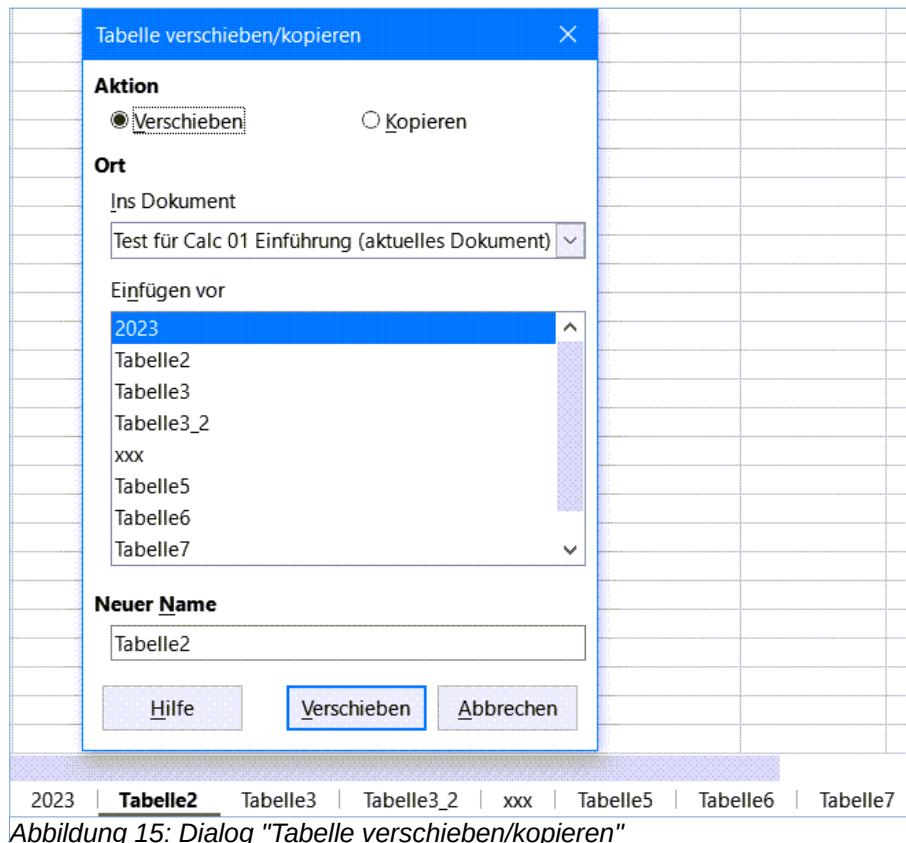 Tabelle verschieben/kopieren
Aktion
Verschieben Kopieren
Ort
Ins Dokument
Test für Calc 01 Einführung (aktuelles Dokument)
Einfügen vor
2023
Tabelle2
Tabelle3
Tabelle3_2
xxx
Tabelle5
Tabelle6
Tabelle7
Neuer Name
Tabelle2
Hilfe Verschieben Abbrechen
2023 Tabelle2 Tabelle3 Tabelle3_2 xxx Tabelle5 Tabelle6 Tabelle7
Abbildung 15: Dialog "Tabelle verschieben/kopieren"